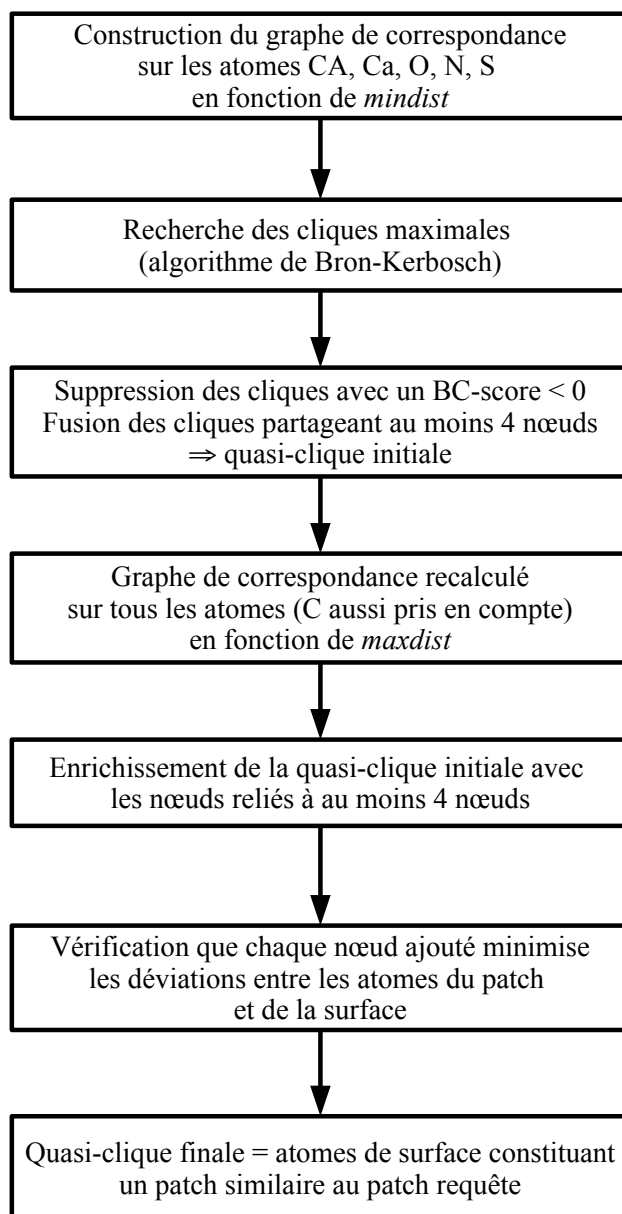 Construction du graphe de correspondance
sur les atomes CA, Ca, O, N, S
en fonction de mindist
Recherche des cliques maximales
(algorithme de Bron-Kerbosch)
Suppression des cliques avec un BC-score < 0
Fusion des cliques partageant au moins 4 nœuds
⇒ quasi-clique initiale
Graphe de correspondance recalculé
sur tous les atomes (C aussi pris en compte)
en fonction de maxdist
Enrichissement de la quasi-clique initiale avec
les nœuds reliés à au moins 4 nœuds
Vérification que chaque nœud ajouté minimise
les déviations entre les atomes du patch
et de la surface
Quasi-clique finale = atomes de surface constituant
un patch similaire au patch requête